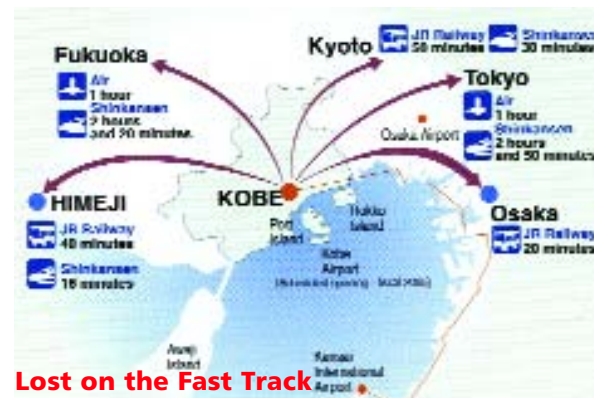 Fukuoka
Air
1 hour
Shinkansen
2 hours
and 20 minutes
Kyoto
JR Railway
50 minutes
Shinkansen
30 minutes
Tokyo
Air
1 hour
Shinkansen
2 hours
and 50 minutes
Osaka Airport
HIMEJI
JR Railway
40 minutes
Shinkansen
16 minutes
KOBE
Port
Island
Rokko
Island
Osaka
JR Railway
20 minutes
Kobe
Airport
Awaji
Island
Kansai
International
Airport
Lost on the Fast Track